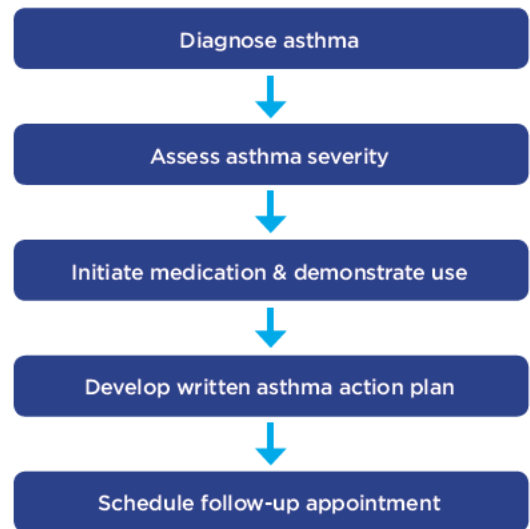 Diagnose asthma
Assess asthma severity
Initiate medication & demonstrate use
Develop written asthma action plan
Schedule follow-up appointment